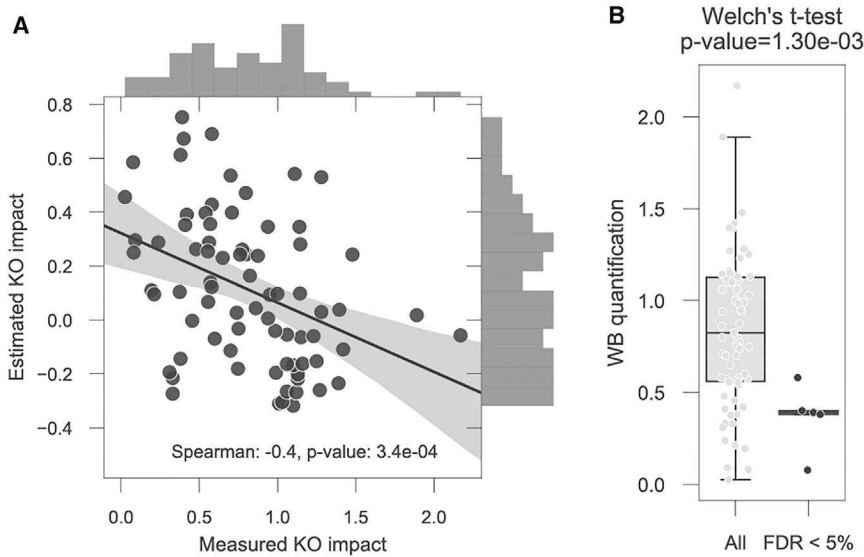 A
Estimated KO impact
0.8
0.6
0.4
0.2
0.0
−0.2
−0.4
Spearman: -0.4, p-value: 3.4e-04
0.0 0.5 1.0 1.5 2.0
Measured KO impact
B
Welch's t-test
p-value=1.30e-03
WB quantification
2.0
1.5
1.0
0.5
0.0
All FDR < 5%